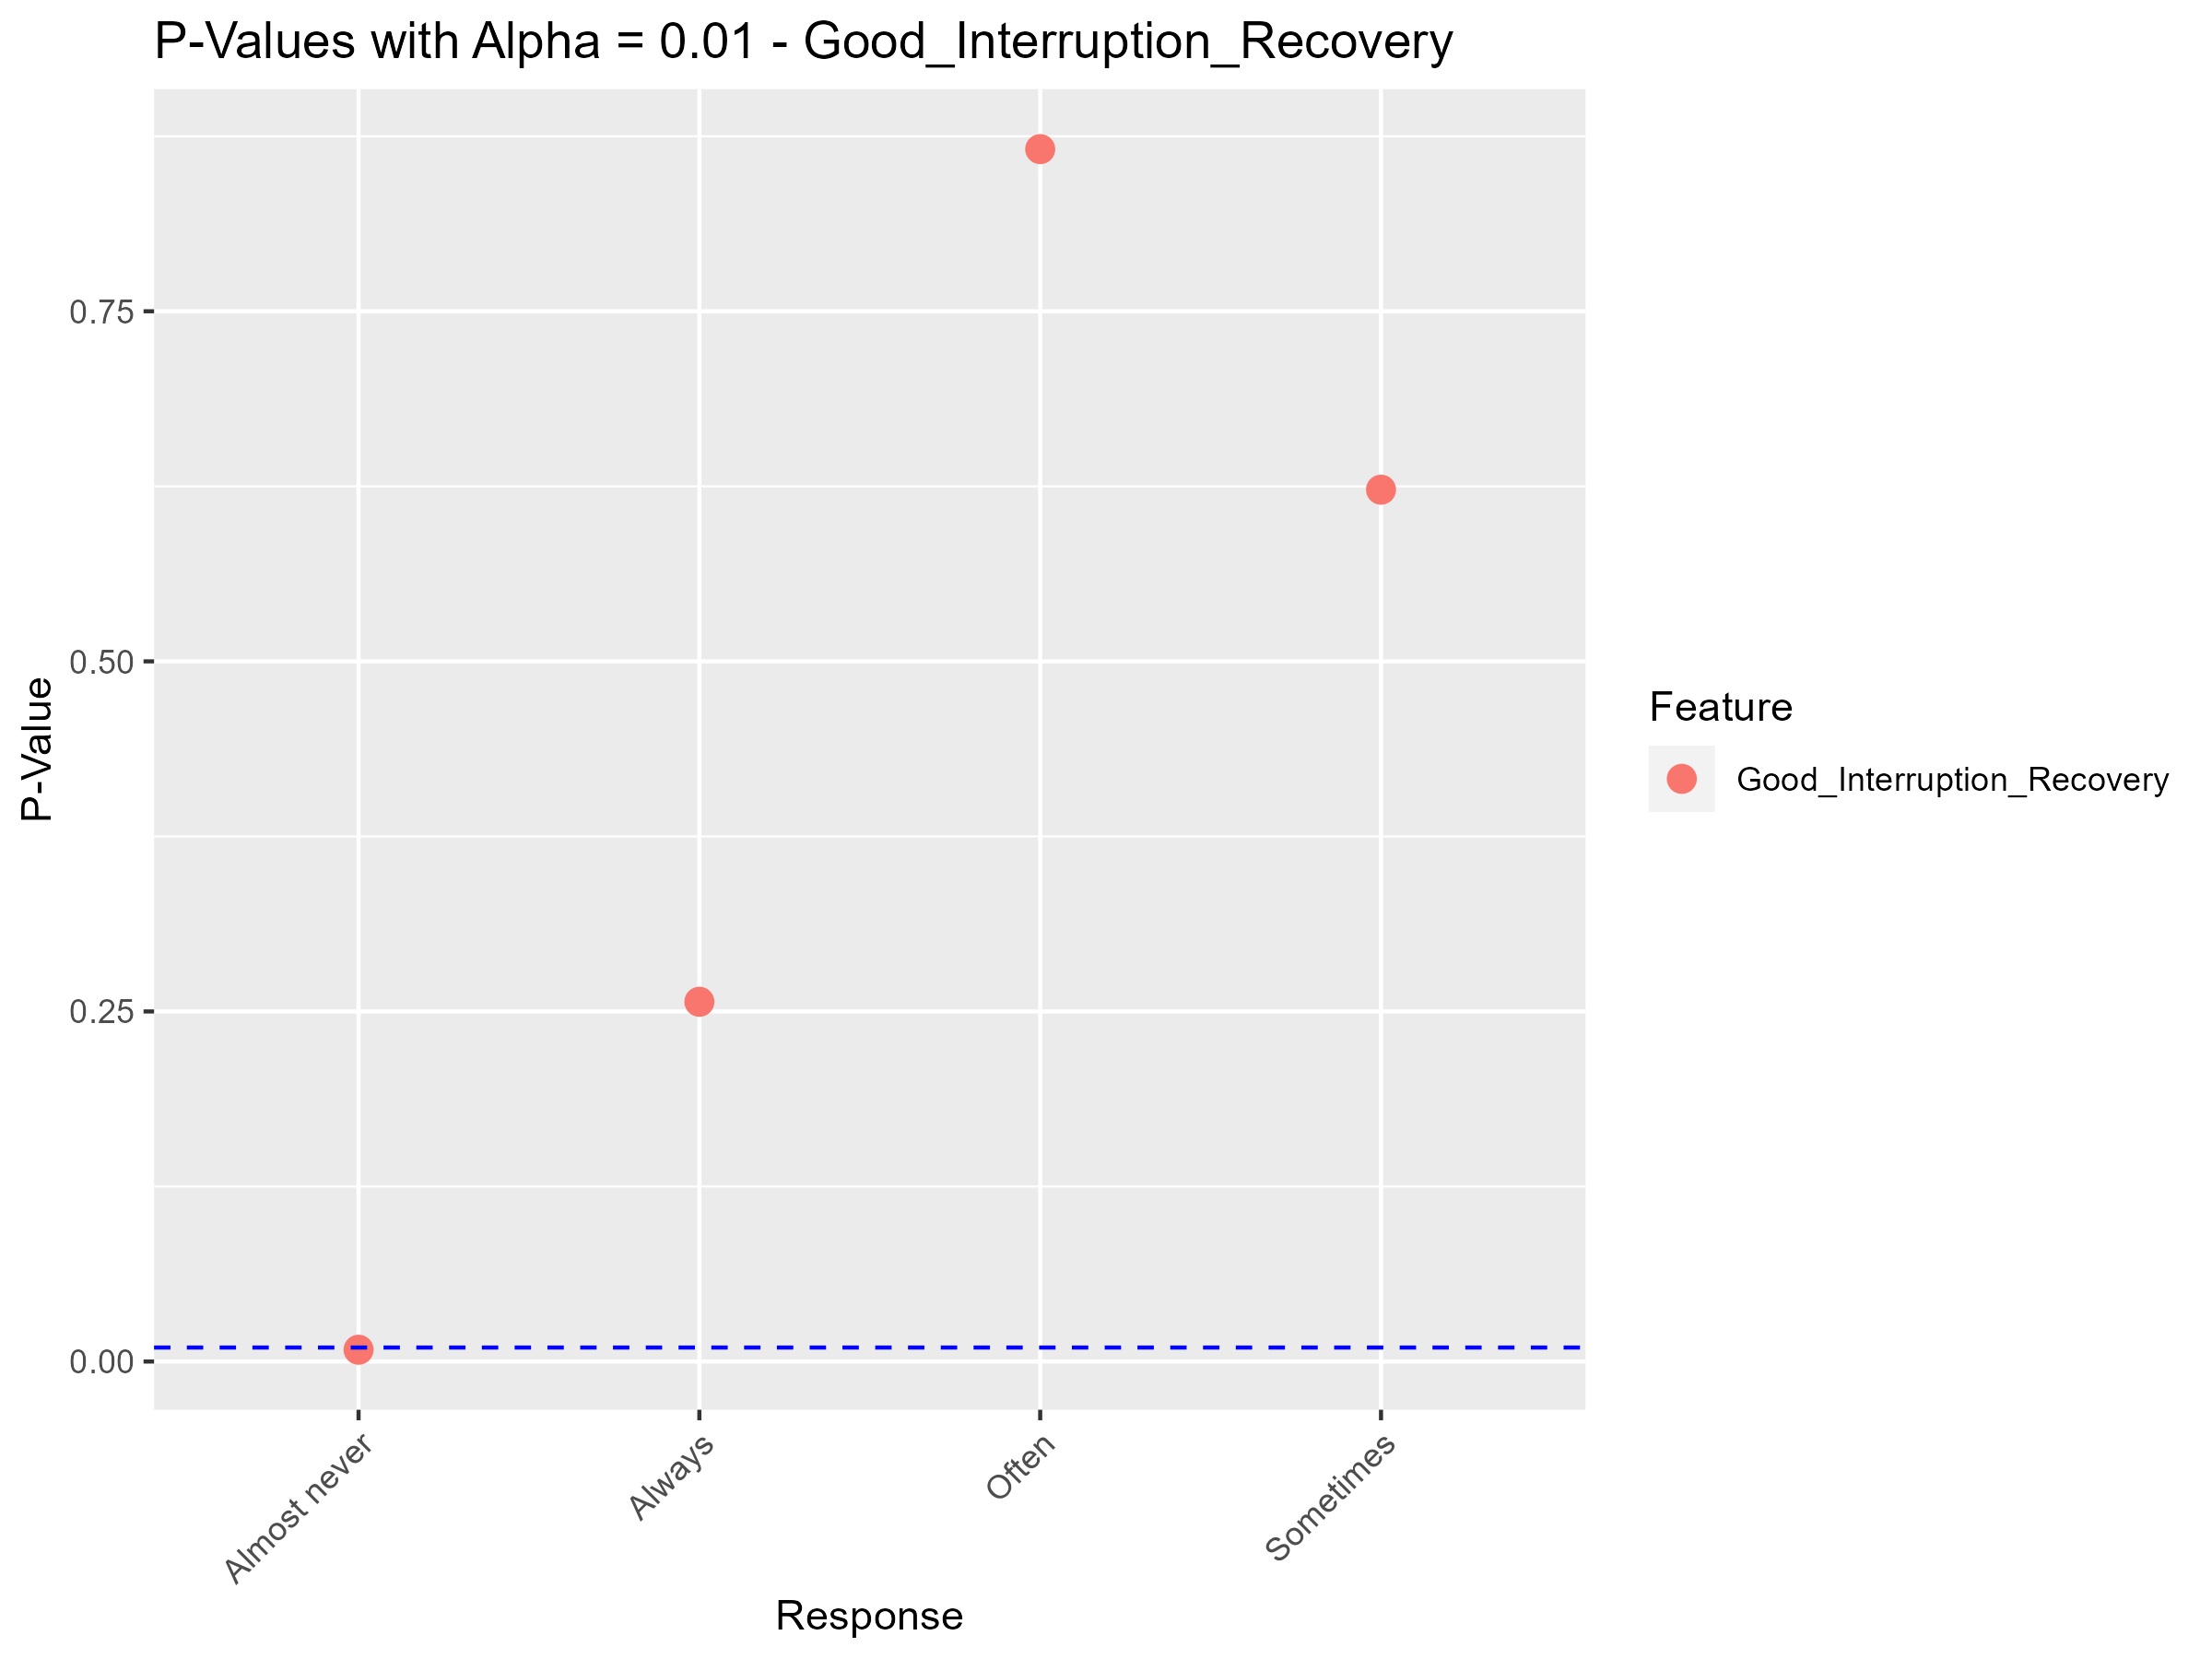 P-Values with Alpha = 0.01 - Good_Interruption_Recovery
P-Value
0.75
0.50
0.25
0.00
Almost never
Always
Often
Sometimes
Response
Feature
Good_Interruption_Recovery